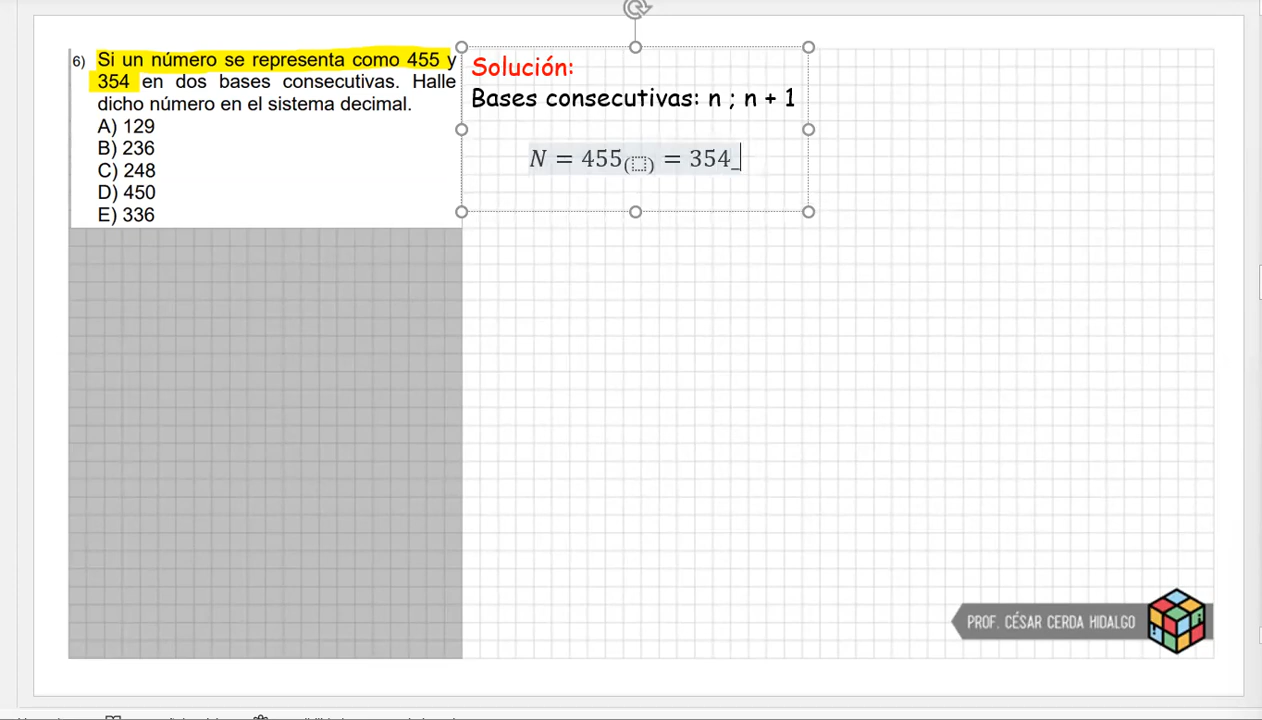 6) Si un número se representa como 455 y
354 en dos bases consecutivas. Halle
dicho número en el sistema decimal.
A) 129
B) 236
C) 248
D) 450
E) 336
Solución:
Bases consecutivas: n ; n + 1
N = 455(⬚) = 354_
PROF. CÉSAR CERDA HIDALGO